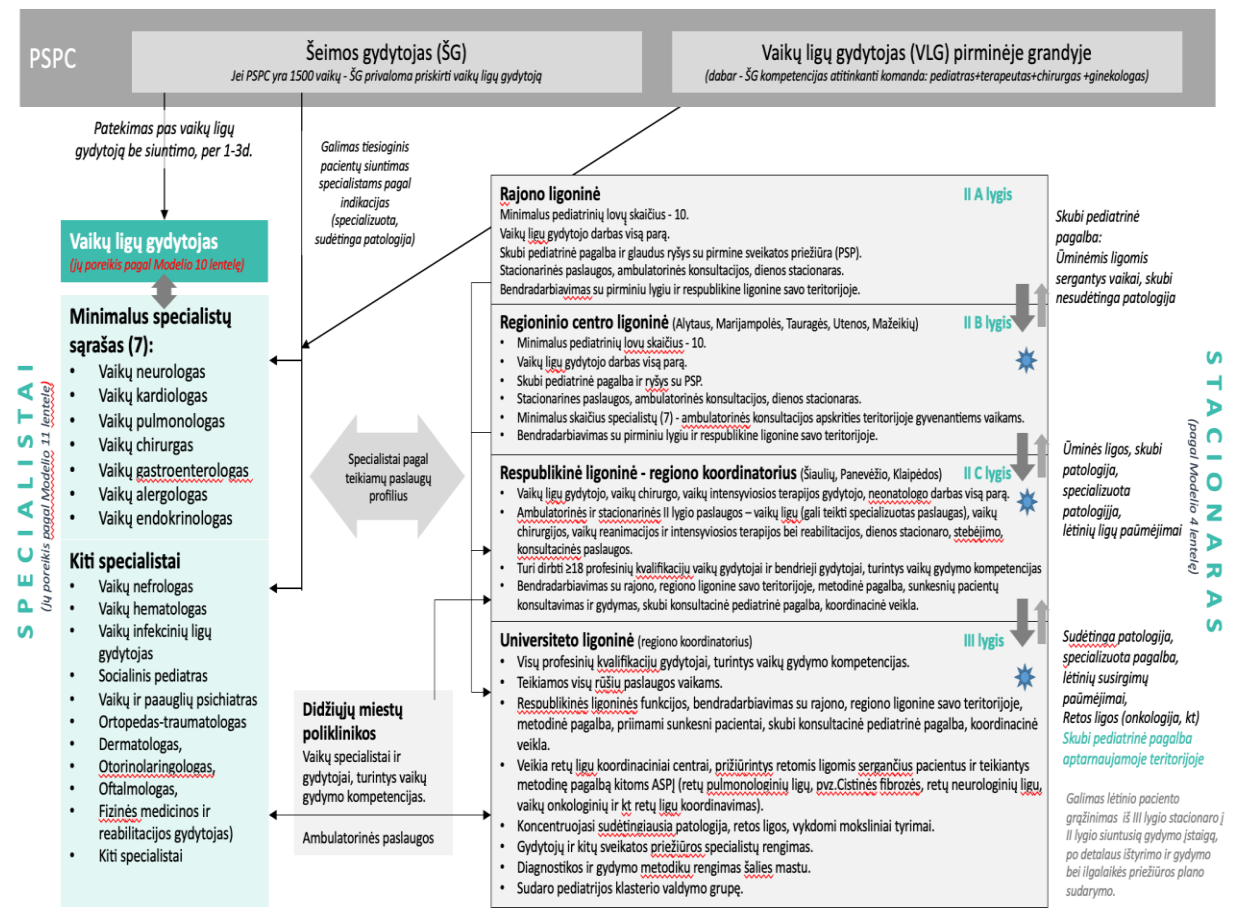 PSPC
Šeimos gydytojas (ŠG)
Jei PSPC yra 1500 vaikų - ŠG privaloma priskirti vaikų ligų gydytoją
Vaikų ligų gydytojas (VLG) pirminėje grandyje
(dabar - ŠG kompetencijas atitinkanti komanda: pediatras+terapeutas+chirurgas +ginekologas)
Patekimas pas vaikų ligų
gydytoją be siuntimo, per 1-3d.
Galimas tiesioginis
pacientų siuntimas
specialistams pagal
indikacijas
(specializuota,
sudėtinga patologija)
Vaikų ligų gydytojas
(jų poreikis pagal Modelio 10 lentelę)
Minimalus specialistų
sąrašas (7):
• Vaikų neurologas
• Vaikų kardiologas
• Vaikų pulmonologas
• Vaikų chirurgas
• Vaikų gastroenterologas
• Vaikų alergologas
• Vaikų endokrinologas
Kiti specialistai
• Vaikų nefrologas
• Vaikų hematologas
• Vaikų infekcinių ligų
gydytojas
• Socialinis pediatras
• Vaikų ir paauglių psichiatras
• Ortopedas-traumatologas
• Dermatologas,
• Otorinolaringologas,
• Oftalmologas,
• Fizinės medicinos ir
reabilitacijos gydytojas)
• Kiti specialistai
SPECIALISTAI
(jų poreikis pagal Modelio 11 lentelę)
Specialistai pagal
teikiamų paslaugų
profilius
Didžiųjų miestų
poliklinikos
Vaikų specialistai ir
gydytojai, turintys vaikų
gydymo kompetencijas.
Ambulatorinės paslaugos
Rajono ligoninė II A lygis
Minimalus pediatrinių lovų skaičius - 10.
Vaikų ligų gydytojo darbas visą parą.
Skubi pediatrinė pagalba ir glaudus ryšys su pirmine sveikatos priežiūra (PSP).
Stacionarinės paslaugos, ambulatorinės konsultacijos, dienos stacionaras.
Bendradarbiavimas su pirminiu lygiu ir respublikine ligonine savo teritorijoje.
Regioninio centro ligoninė (Alytaus, Marijampolės, Tauragės, Utenos, Mažeikių) II B lygis
• Minimalus pediatrinių lovų skaičius - 10.
• Vaikų ligų gydytojo darbas visą parą.
• Skubi pediatrinė pagalba ir ryšys su PSP.
• Stacionarines paslaugos, ambulatorinės konsultacijos, dienos stacionaras.
• Minimalus skaičius specialistų (7) - ambulatorinės konsultacijos apskrities teritorijoje gyvenantiems vaikams.
• Bendradarbiavimas su pirminiu lygiu ir respublikine ligonine savo teritorijoje.
Respublikinė ligoninė - regiono koordinatorius (Šiaulių, Panevėžio, Klaipėdos) II C lygis
• Vaikų ligų gydytojo, vaikų chirurgo, vaikų intensyviosios terapijos gydytojo, neonatologo darbas visą parą.
• Ambulatorinės ir stacionarinės II lygio paslaugos – vaikų ligų (gali teikti specializuotas paslaugas), vaikų
chirurgijos, vaikų reanimacijos ir intensyviosios terapijos bei reabilitacijos, dienos stacionaro, stebėjimo,
konsultacinės paslaugos.
• Turi dirbti ≥18 profesinių kvalifikacijų vaikų gydytojai ir bendrieji gydytojai, turintys vaikų gydymo kompetencijas
• Bendradarbiavimas su rajono, regiono ligonine savo teritorijoje, metodinė pagalba, sunkesnių pacientų
konsultavimas ir gydymas, skubi konsultacinė pediatrinė pagalba, koordinacinė veikla.
Universiteto ligoninė (regiono koordinatorius) III lygis
• Visų profesinių kvalifikacijų gydytojai, turintys vaikų gydymo kompetencijas.
• Teikiamos visų rūšių paslaugos vaikams.
• Respublikinės ligoninės funkcijos, bendradarbiavimas su rajono, regiono ligonine savo teritorijoje,
metodinė pagalba, priimami sunkesni pacientai, skubi konsultacinė pediatrinė pagalba, koordinacinė
veikla.
• Veikia retų ligų koordinaciniai centrai, prižiūrintys retomis ligomis sergančius pacientus ir teikiantys
metodinę pagalbą kitoms ASPĮ (retų pulmonologinių ligų, pvz.Cistinės fibrozės, retų neurologinių ligų,
vaikų onkologinių ir kt retų ligų koordinavimas).
• Koncentruojasi sudėtingiausia patologija, retos ligos, vykdomi moksliniai tyrimai.
• Gydytojų ir kitų sveikatos priežiūros specialistų rengimas.
• Diagnostikos ir gydymo metodikų rengimas šalies mastu.
• Sudaro pediatrijos klasterio valdymo grupę.
Skubi pediatrinė
pagalba:
Ūminėmis ligomis
sergantys vaikai, skubi
nesudėtinga patologija
Ūminės ligos, skubi
patologija,
specializuota
patologijja,
lėtinių ligų paūmėjimai
Sudėtinga patologija,
specializuota pagalba,
lėtinių susirgimų
paūmėjimai,
Retos ligos (onkologija, kt)
Skubi pediatrinė pagalba
aptarnaujamoje teritorijoje
Galimas lėtinio paciento
grąžinimas iš III lygio stacionaro į
II lygio siuntusią gydymo įstaigą,
po detalaus ištyrimo ir gydymo
bei ilgalaikės priežiūros plano
sudarymo.
STACIONARAS
(pagal Modelio 4 lentelę)